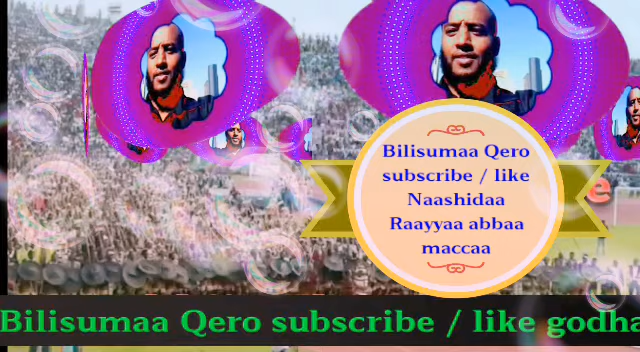 Bilisumaa Qero
subscribe / like
Naashidaa
Raayyaa abbaa
maccaa
e
Bilisumaa Qero subscribe / like godha